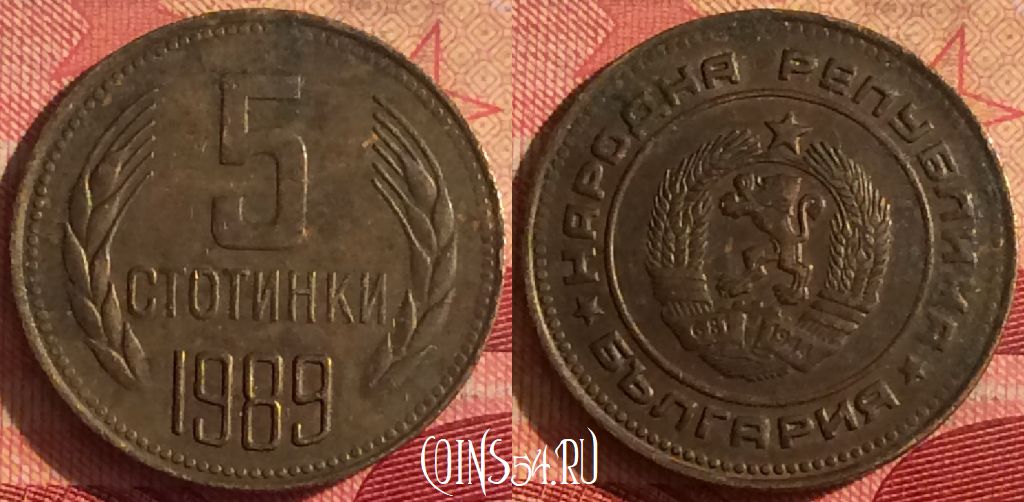 5
СТОТИНКИ
1989
НАРОДНА РЕПУБЛИКА
БЪЛГАРИЯ
681 1944
COINS54.RU